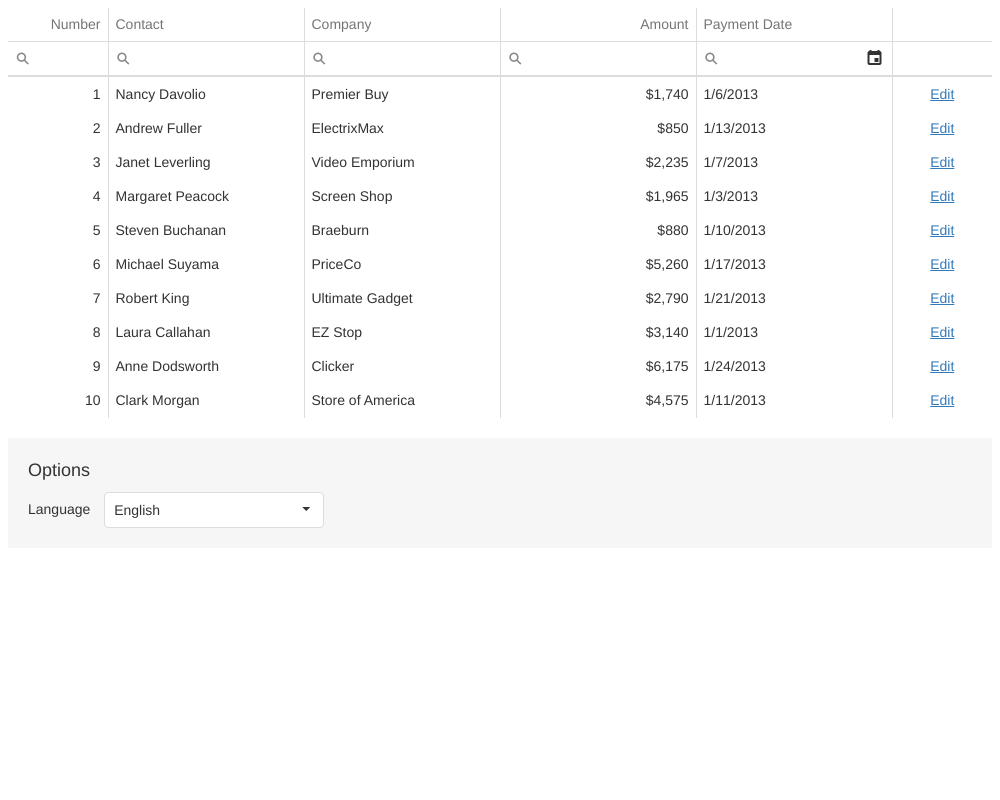 Number Contact Company Amount Payment Date
1 Nancy Davolio Premier Buy $1,740 1/6/2013 Edit
2 Andrew Fuller ElectrixMax $850 1/13/2013 Edit
3 Janet Leverling Video Emporium $2,235 1/7/2013 Edit
4 Margaret Peacock Screen Shop $1,965 1/3/2013 Edit
5 Steven Buchanan Braeburn $880 1/10/2013 Edit
6 Michael Suyama PriceCo $5,260 1/17/2013 Edit
7 Robert King Ultimate Gadget $2,790 1/21/2013 Edit
8 Laura Callahan EZ Stop $3,140 1/1/2013 Edit
9 Anne Dodsworth Clicker $6,175 1/24/2013 Edit
10 Clark Morgan Store of America $4,575 1/11/2013 Edit
Options
Language English